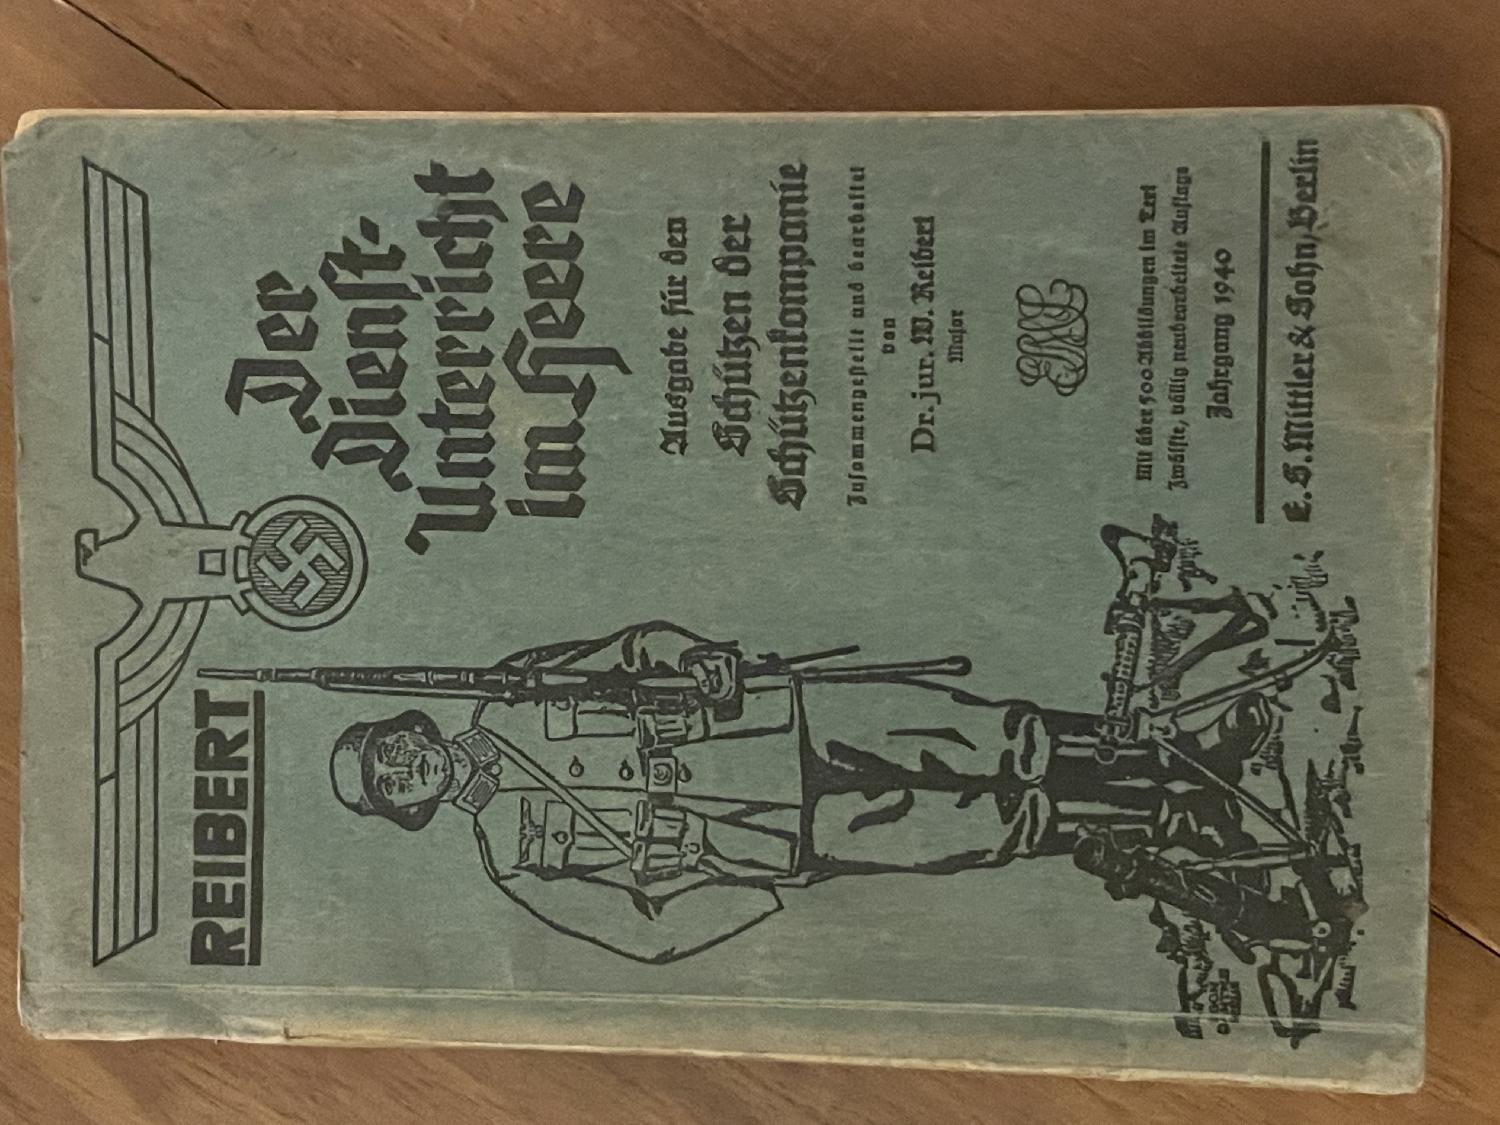 REIBERT
Der
Dienst-
Unterricht
im Heere
Ausgabe für den
Schützen der
Schützenkompanie
Zusammengestellt und bearbeitet
von
Dr. jur. W. Reibert
Major
Mit über 500 Abbildungen im Text
Zwölfte, völlig neubearbeitete Auflage
Jahrgang 1940
E. S. Mittler & Sohn, Berlin